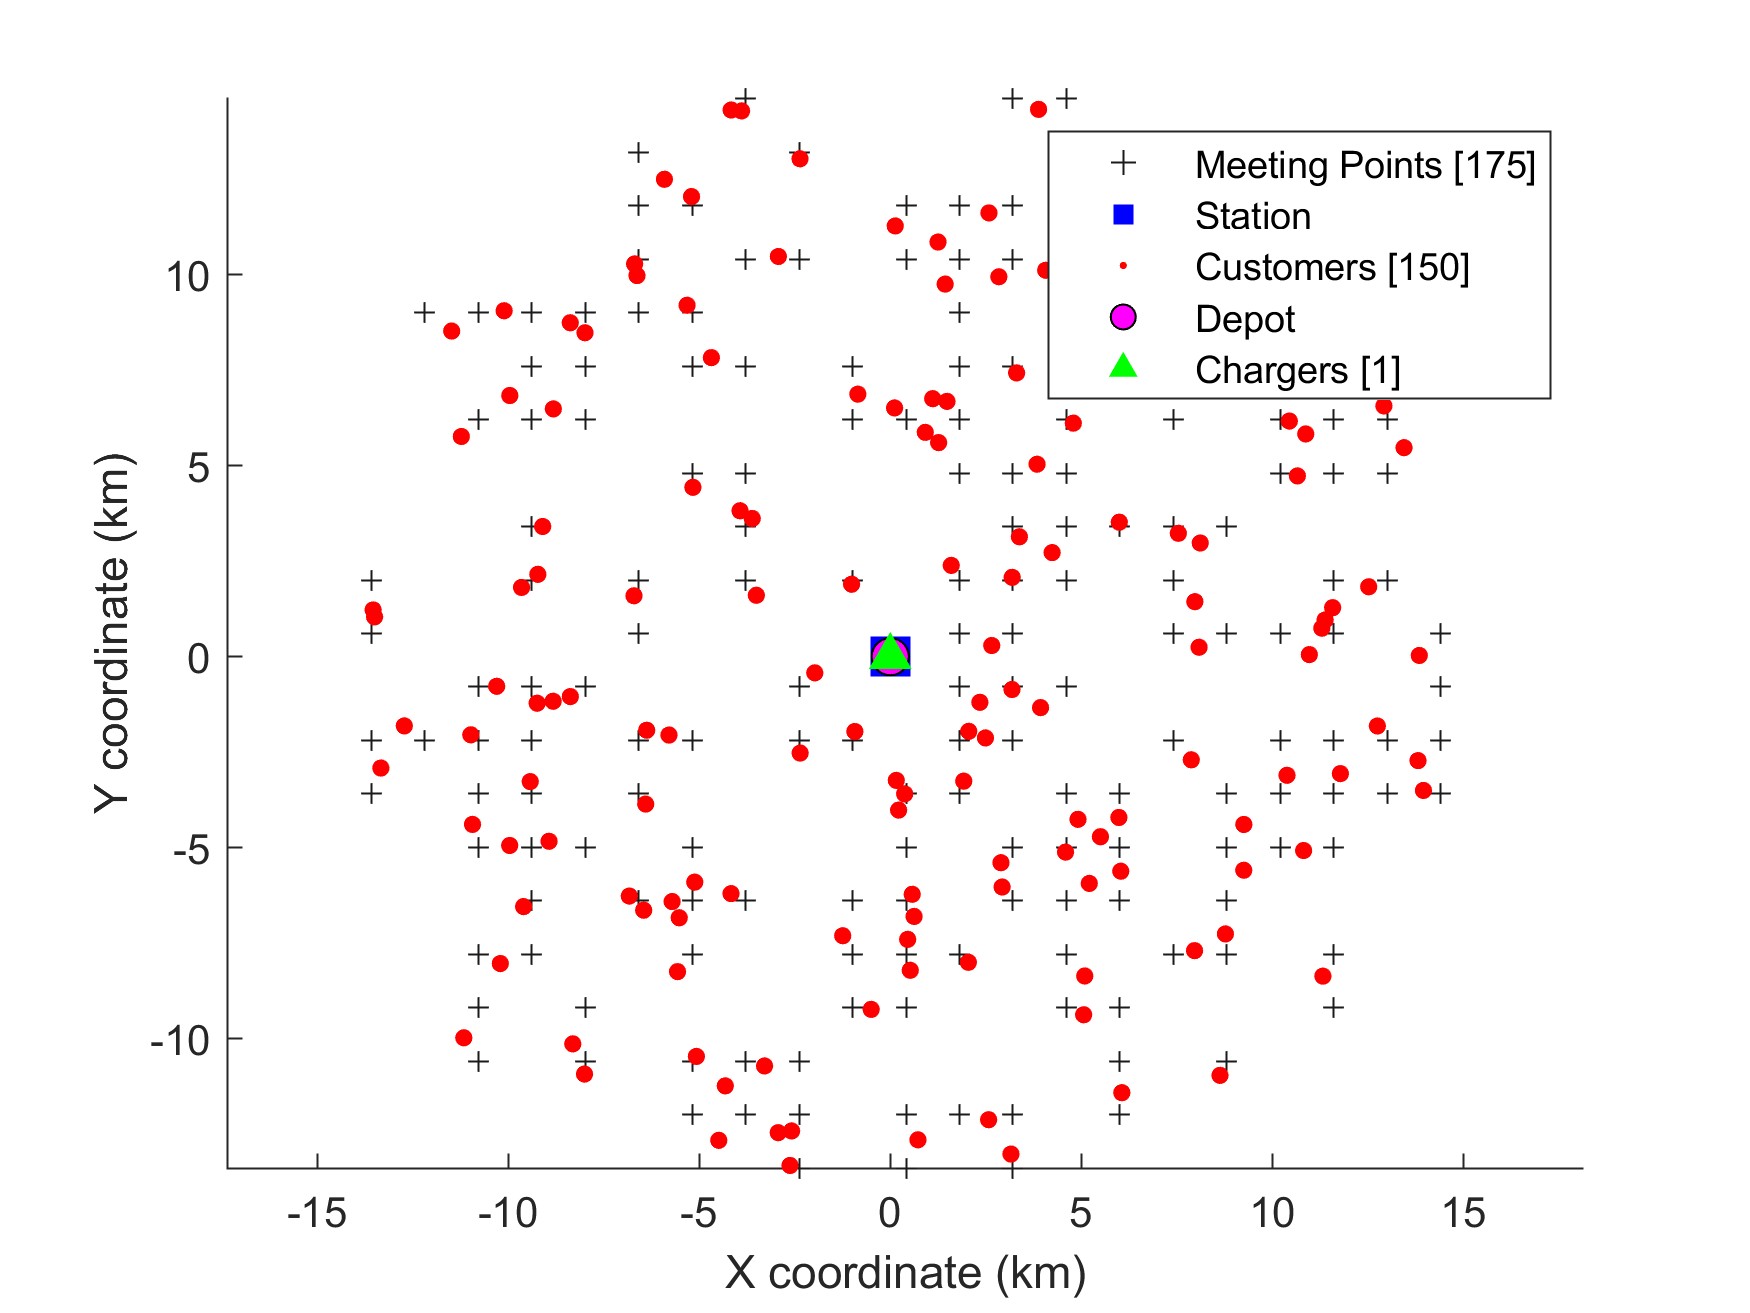 Meeting Points [175]
Station
Customers [150]
Depot
Chargers [1]
10
5
0
-5
-10
Y coordinate (km)
-15 -10 -5 0 5 10 15
X coordinate (km)